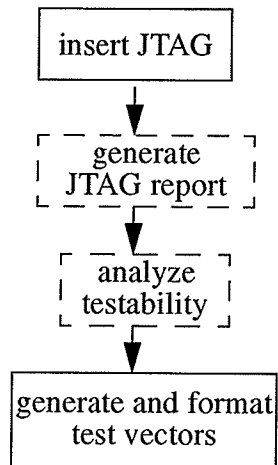 insert JTAG
generate
JTAG report
analyze
testability
generate and format
test vectors